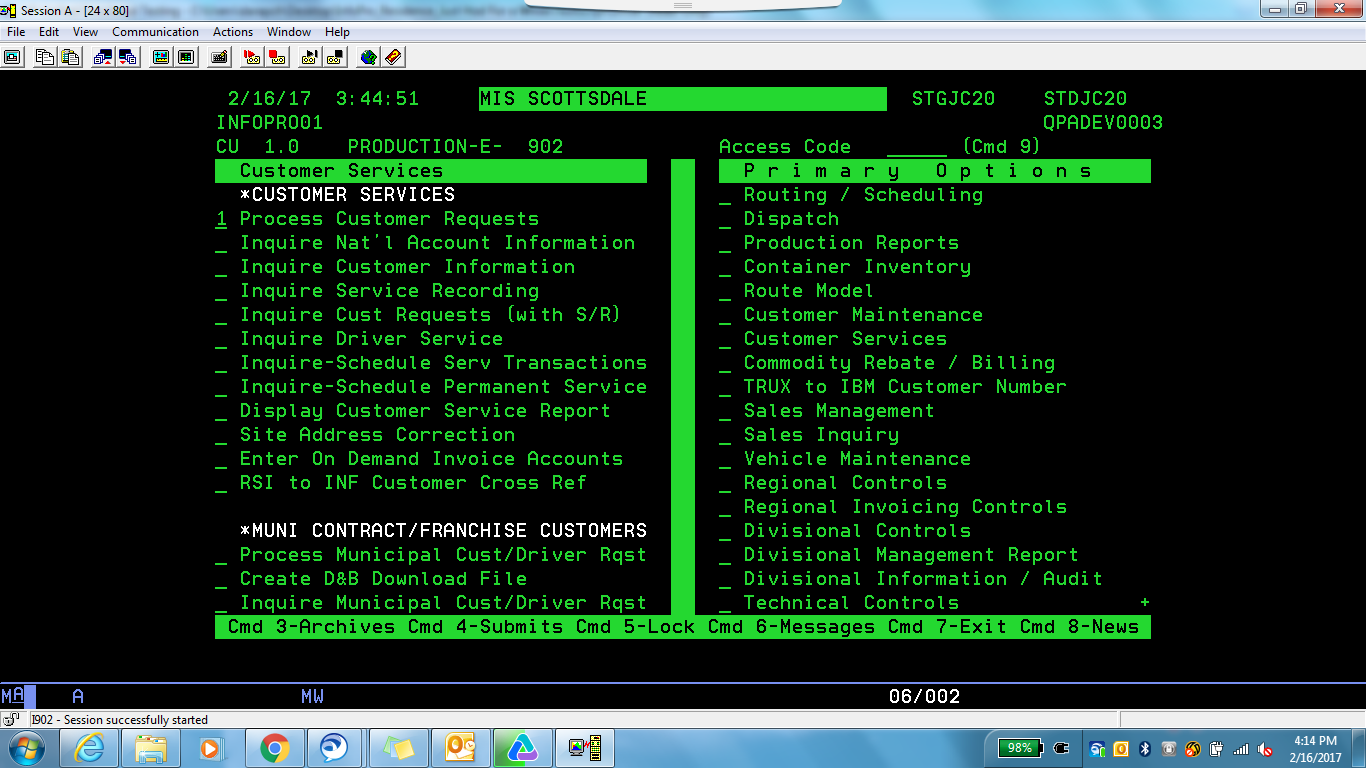 Session A - [24 x 80]
File Edit View Communication Actions Window Help
2/16/17 3:44:51 MIS SCOTTSDALE STGJC20 STDJC20
INFOPRO01 QPADEV0003
CU 1.0 PRODUCTION-E- 902 Access Code ______ (Cmd 9)
Customer Services P r i m a r y O p t i o n s
*CUSTOMER SERVICES _ Routing / Scheduling
1 Process Customer Requests _ Dispatch
_ Inquire Nat'l Account Information _ Production Reports
_ Inquire Customer Information _ Container Inventory
_ Inquire Service Recording _ Route Model
_ Inquire Cust Requests (with S/R) _ Customer Maintenance
_ Inquire Driver Service _ Customer Services
_ Inquire-Schedule Serv Transactions _ Commodity Rebate / Billing
_ Inquire-Schedule Permanent Service _ TRUX to IBM Customer Number
_ Display Customer Service Report _ Sales Management
_ Site Address Correction _ Sales Inquiry
_ Enter On Demand Invoice Accounts _ Vehicle Maintenance
_ RSI to INF Customer Cross Ref _ Regional Controls
_ Regional Invoicing Controls
*MUNI CONTRACT/FRANCHISE CUSTOMERS _ Divisional Controls
_ Process Municipal Cust/Driver Rqst _ Divisional Management Report
_ Create D&B Download File _ Divisional Information / Audit
_ Inquire Municipal Cust/Driver Rqst _ Technical Controls +
Cmd 3-Archives Cmd 4-Submits Cmd 5-Lock Cmd 6-Messages Cmd 7-Exit Cmd 8-News
MA A MW 06/002
I902 - Session successfully started
98% 4:14 PM
2/16/2017